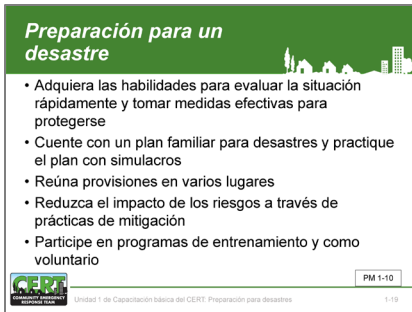 Preparación para un
desastre
• Adquiera las habilidades para evaluar la situación
rápidamente y tomar medidas efectivas para
protegerse
• Cuente con un plan familiar para desastres y practique
el plan con simulacros
• Reúna provisiones en varios lugares
• Reduzca el impacto de los riesgos a través de
prácticas de mitigación
• Participe en programas de entrenamiento y como
voluntario
PM 1-10
CERT
COMMUNITY EMERGENCY
RESPONSE TEAM
Unidad 1 de Capacitación básica del CERT: Preparación para desastres
1-19